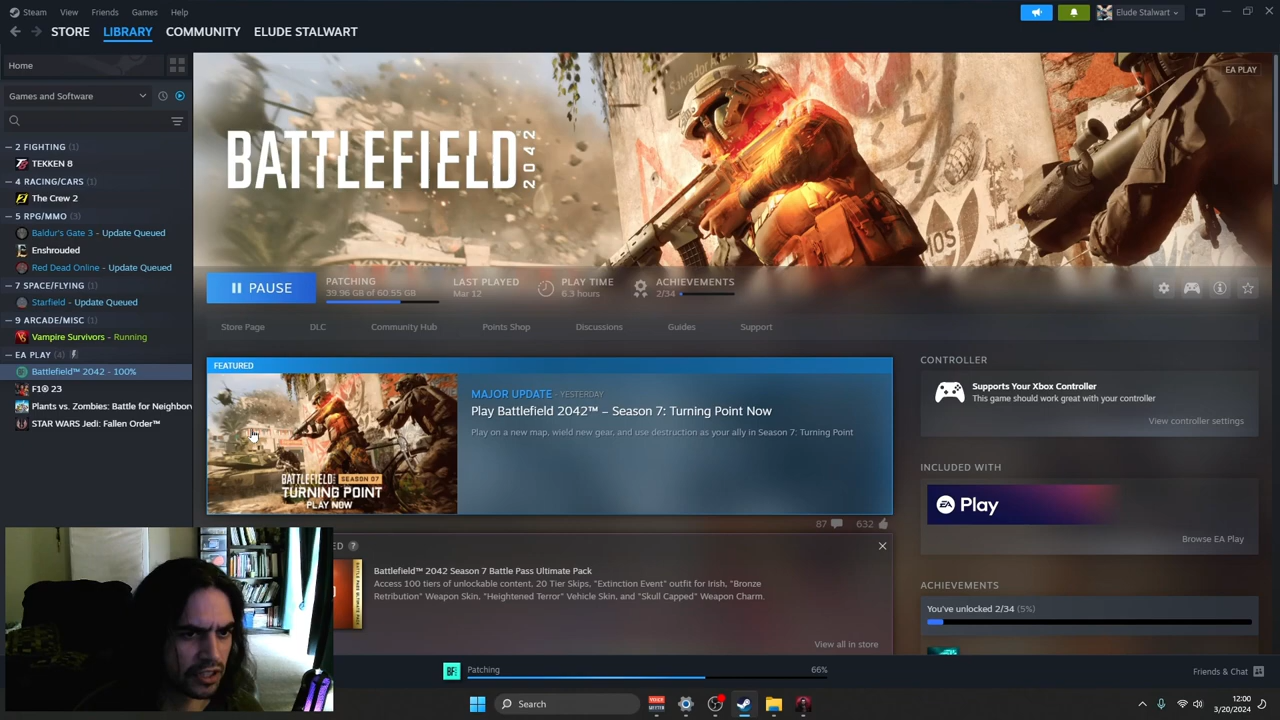 Steam View Friends Games Help
Elude Stalwart
STORE LIBRARY COMMUNITY ELUDE STALWART
Home
Games and Software
2 FIGHTING (1)
TEKKEN 8
4 RACING/CARS (1)
The Crew 2
5 RPG/MMO (3)
Baldur's Gate 3 - Update Queued
Enshrouded
Red Dead Online - Update Queued
7 SPACE/FLYING (1)
Starfield - Update Queued
9 ARCADE/MISC (1)
Vampire Survivors - Running
EA PLAY (4)
Battlefield™ 2042 - 100%
F1® 23
Plants vs. Zombies: Battle for Neighbor
STAR WARS Jedi: Fallen Order™
EA PLAY
BATTLEFIELD 2042
PAUSE
PATCHING
39.96 GB of 60.55 GB
LAST PLAYED
Mar 12
PLAY TIME
6.3 hours
ACHIEVEMENTS
2/34
Store Page DLC Community Hub Points Shop Discussions Guides Support
FEATURED
MAJOR UPDATE - YESTERDAY
Play Battlefield 2042™ – Season 7: Turning Point Now
Play on a new map, wield new gear, and use destruction as your ally in Season 7: Turning Point
BATTLEFIELD SEASON 07
TURNING POINT
PLAY NOW
87 632
ED ?
Battlefield™ 2042 Season 7 Battle Pass Ultimate Pack
Access 100 tiers of unlockable content, 20 Tier Skips, "Extinction Event" outfit for Irish, "Bronze
Retribution" Weapon Skin, "Heightened Terror" Vehicle Skin, and "Skull Capped" Weapon Charm.
View all in store
CONTROLLER
Supports Your Xbox Controller
This game should work great with your controller
View controller settings
INCLUDED WITH
EA Play
Browse EA Play
ACHIEVEMENTS
You've unlocked 2/34 (5%)
Patching 66%
Friends & Chat
Search
12:00
3/20/2024